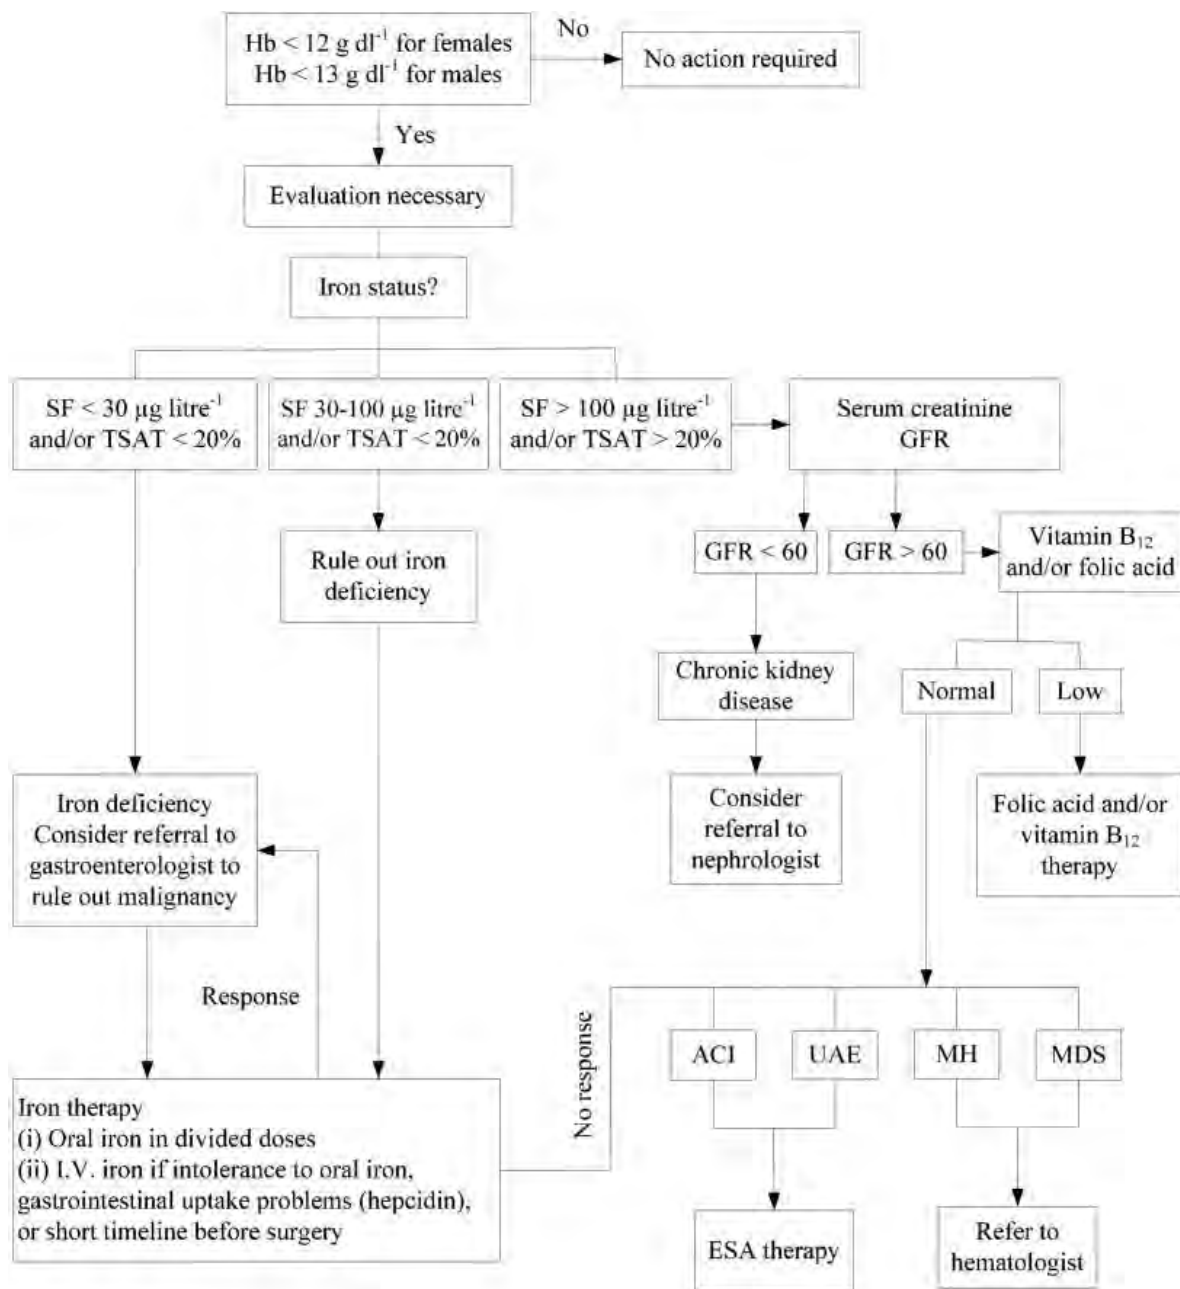 Hb < 12 g dl⁻¹ for females
Hb < 13 g dl⁻¹ for males
No
No action required
Yes
Evaluation necessary
Iron status?
SF < 30 µg litre⁻¹
and/or TSAT < 20%
SF 30-100 µg litre⁻¹
and/or TSAT < 20%
SF > 100 µg litre⁻¹
and/or TSAT > 20%
Serum creatinine
GFR
Rule out iron
deficiency
GFR < 60
GFR > 60
Vitamin B₁₂
and/or folic acid
Chronic kidney
disease
Normal
Low
Iron deficiency
Consider referral to
gastroenterologist to
rule out malignancy
Consider
referral to
nephrologist
Folic acid and/or
vitamin B₁₂
therapy
Response
No response
ACI
UAE
MH
MDS
Iron therapy
(i) Oral iron in divided doses
(ii) I.V. iron if intolerance to oral iron,
gastrointestinal uptake problems (hepcidin),
or short timeline before surgery
ESA therapy
Refer to
hematologist